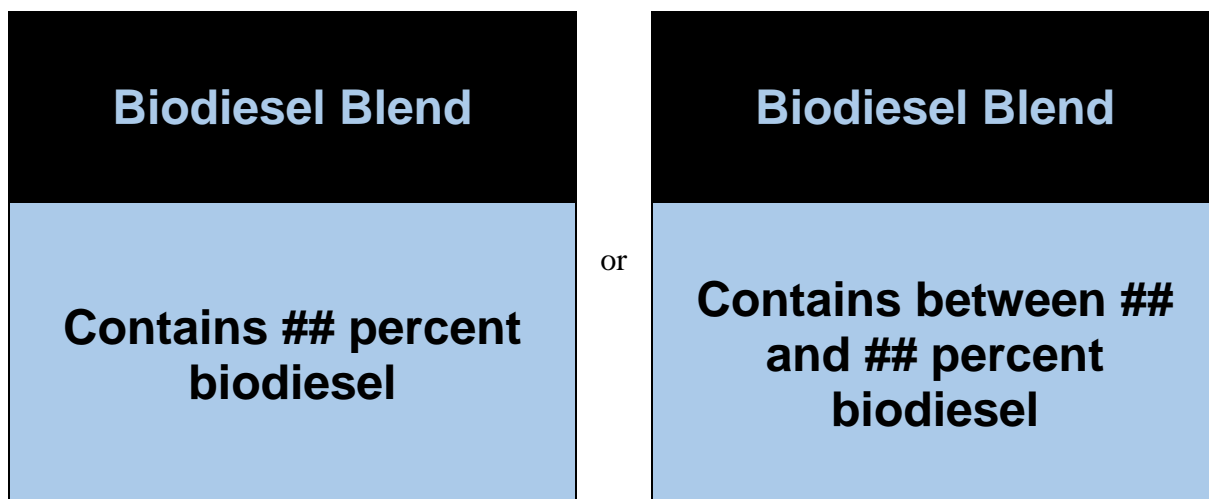 Biodiesel Blend
Contains ## percent
biodiesel
or
Biodiesel Blend
Contains between ##
and ## percent
biodiesel